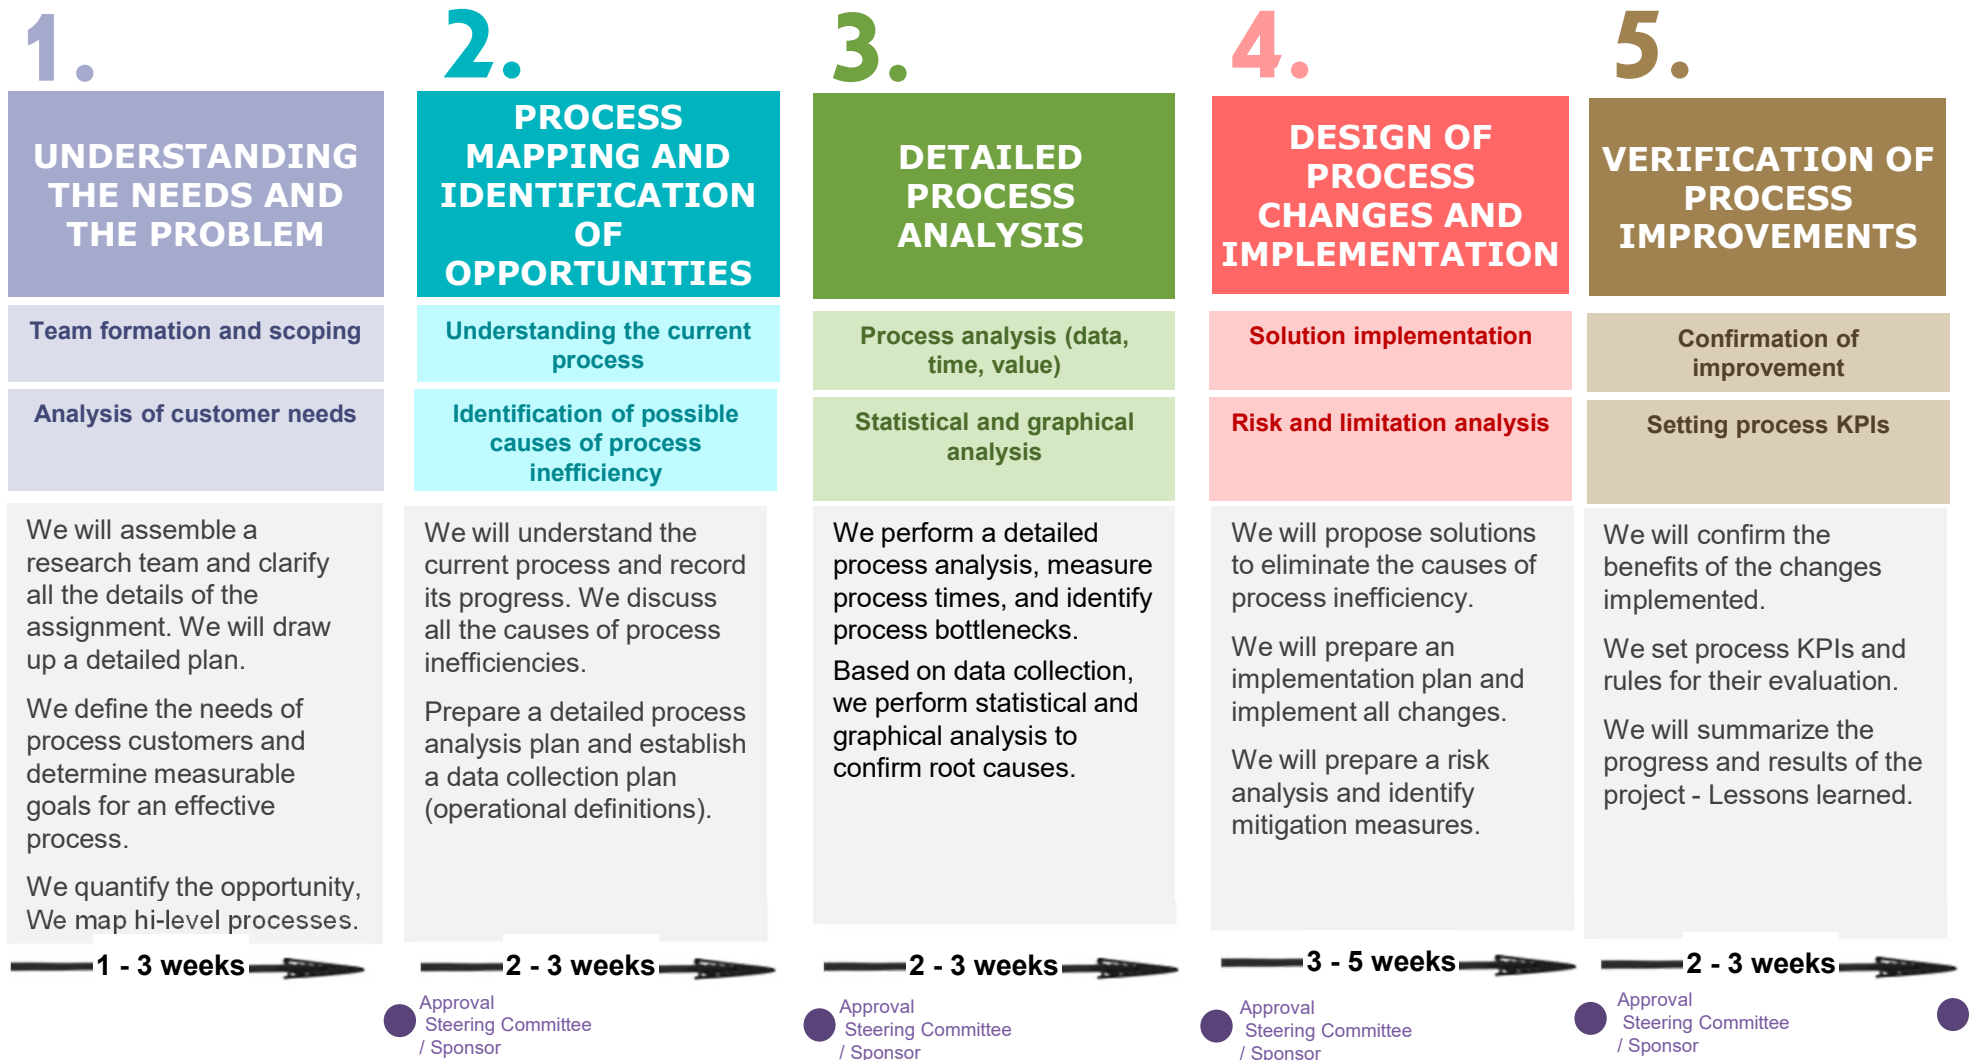 1.
UNDERSTANDING
THE NEEDS AND
THE PROBLEM
Team formation and scoping
Analysis of customer needs
We will assemble a
research team and clarify
all the details of the
assignment. We will draw
up a detailed plan.
We define the needs of
process customers and
determine measurable
goals for an effective
process.
We quantify the opportunity,
We map hi-level processes.
1 - 3 weeks
2.
PROCESS
MAPPING AND
IDENTIFICATION
OF
OPPORTUNITIES
Understanding the current
process
Identification of possible
causes of process
inefficiency
We will understand the
current process and record
its progress. We discuss
all the causes of process
inefficiencies.
Prepare a detailed process
analysis plan and establish
a data collection plan
(operational definitions).
2 - 3 weeks
Approval
Steering Committee
/ Sponsor
3.
DETAILED
PROCESS
ANALYSIS
Process analysis (data,
time, value)
Statistical and graphical
analysis
We perform a detailed
process analysis, measure
process times, and identify
process bottlenecks.
Based on data collection,
we perform statistical and
graphical analysis to
confirm root causes.
2 - 3 weeks
Approval
Steering Committee
/ Sponsor
4.
DESIGN OF
PROCESS
CHANGES AND
IMPLEMENTATION
Solution implementation
Risk and limitation analysis
We will propose solutions
to eliminate the causes of
process inefficiency.
We will prepare an
implementation plan and
implement all changes.
We will prepare a risk
analysis and identify
mitigation measures.
3 - 5 weeks
Approval
Steering Committee
/ Sponsor
5.
VERIFICATION OF
PROCESS
IMPROVEMENTS
Confirmation of
improvement
Setting process KPIs
We will confirm the
benefits of the changes
implemented.
We set process KPIs and
rules for their evaluation.
We will summarize the
progress and results of the
project - Lessons learned.
2 - 3 weeks
Approval
Steering Committee
/ Sponsor